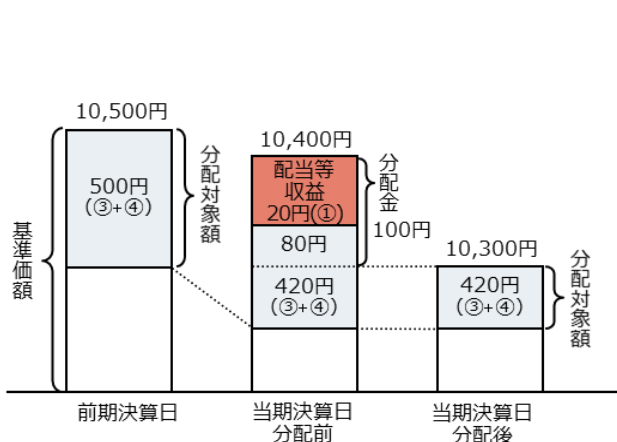 10,500円
500円
(③+④)
分配対象額
基準価額
10,400円
配当等
収益
20円(①)
80円
420円
(③+④)
分配金
100円
10,300円
420円
(③+④)
分配対象額
前期決算日
当期決算日
分配前
当期決算日
分配後